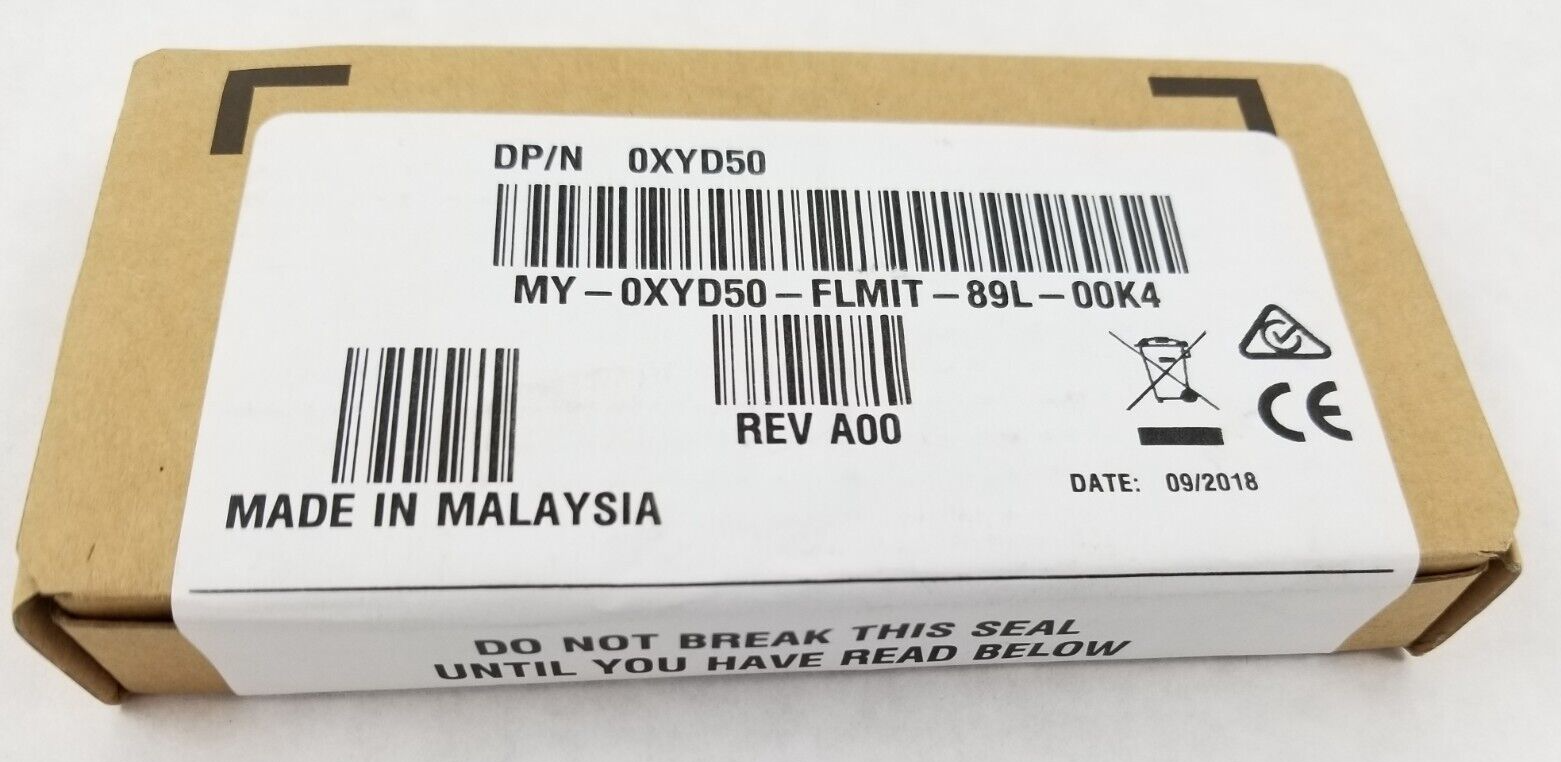 DP/N 0XYD50
MY-0XYD50-FLMIT-89L-00K4
REV A00
CE
DATE: 09/2018
MADE IN MALAYSIA
DO NOT BREAK THIS SEAL
UNTIL YOU HAVE READ BELOW